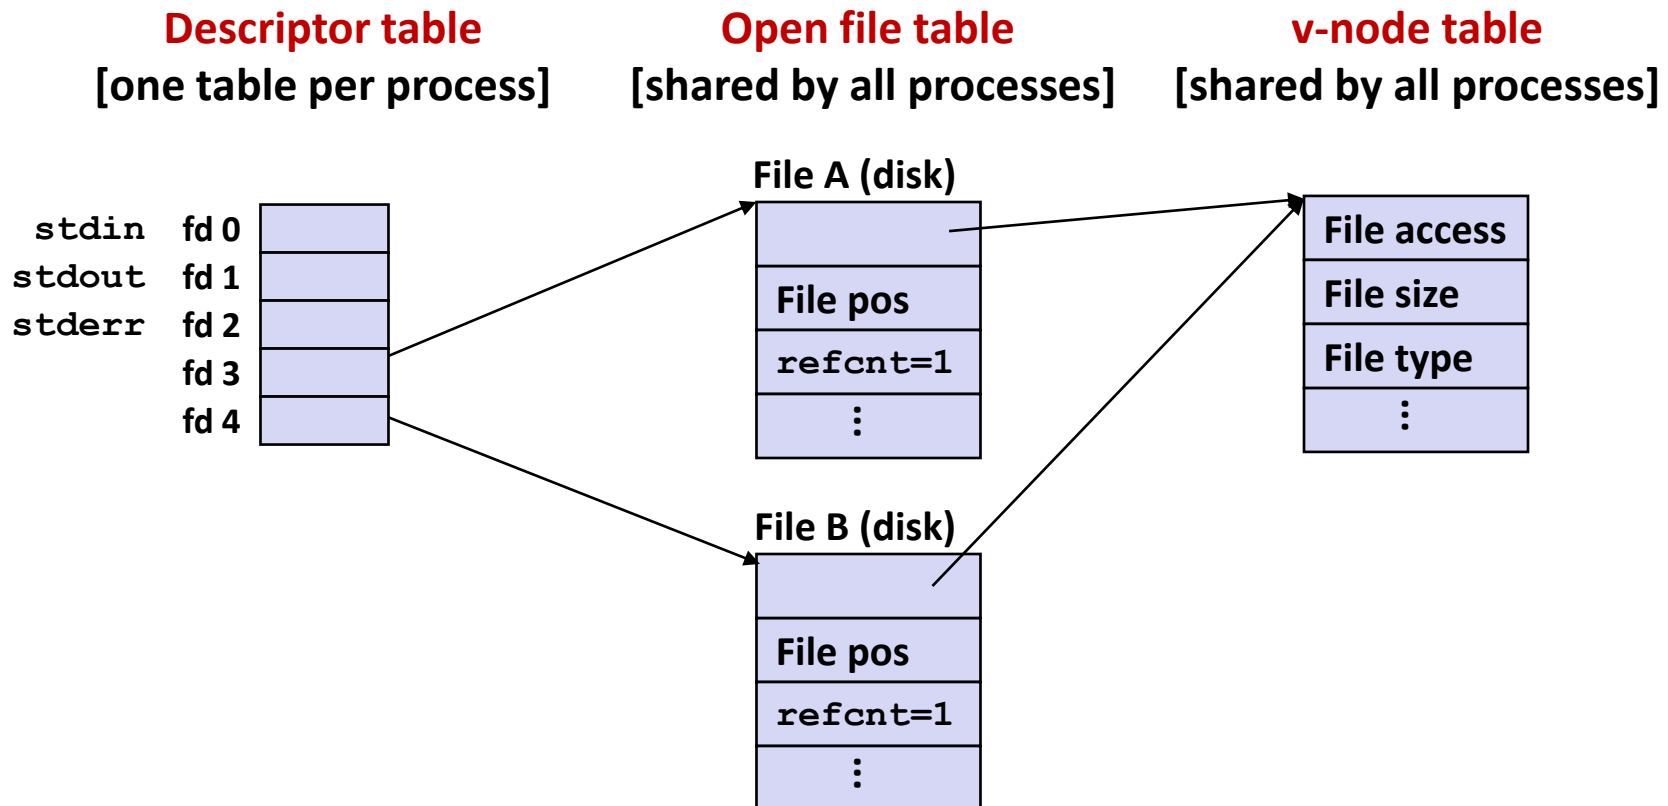 Descriptor table
[one table per process]
Open file table
[shared by all processes]
v-node table
[shared by all processes]
stdin fd 0
stdout fd 1
stderr fd 2
fd 3
fd 4
File A (disk)
File pos
refcnt=1
⋮
File B (disk)
File pos
refcnt=1
⋮
File access
File size
File type
⋮